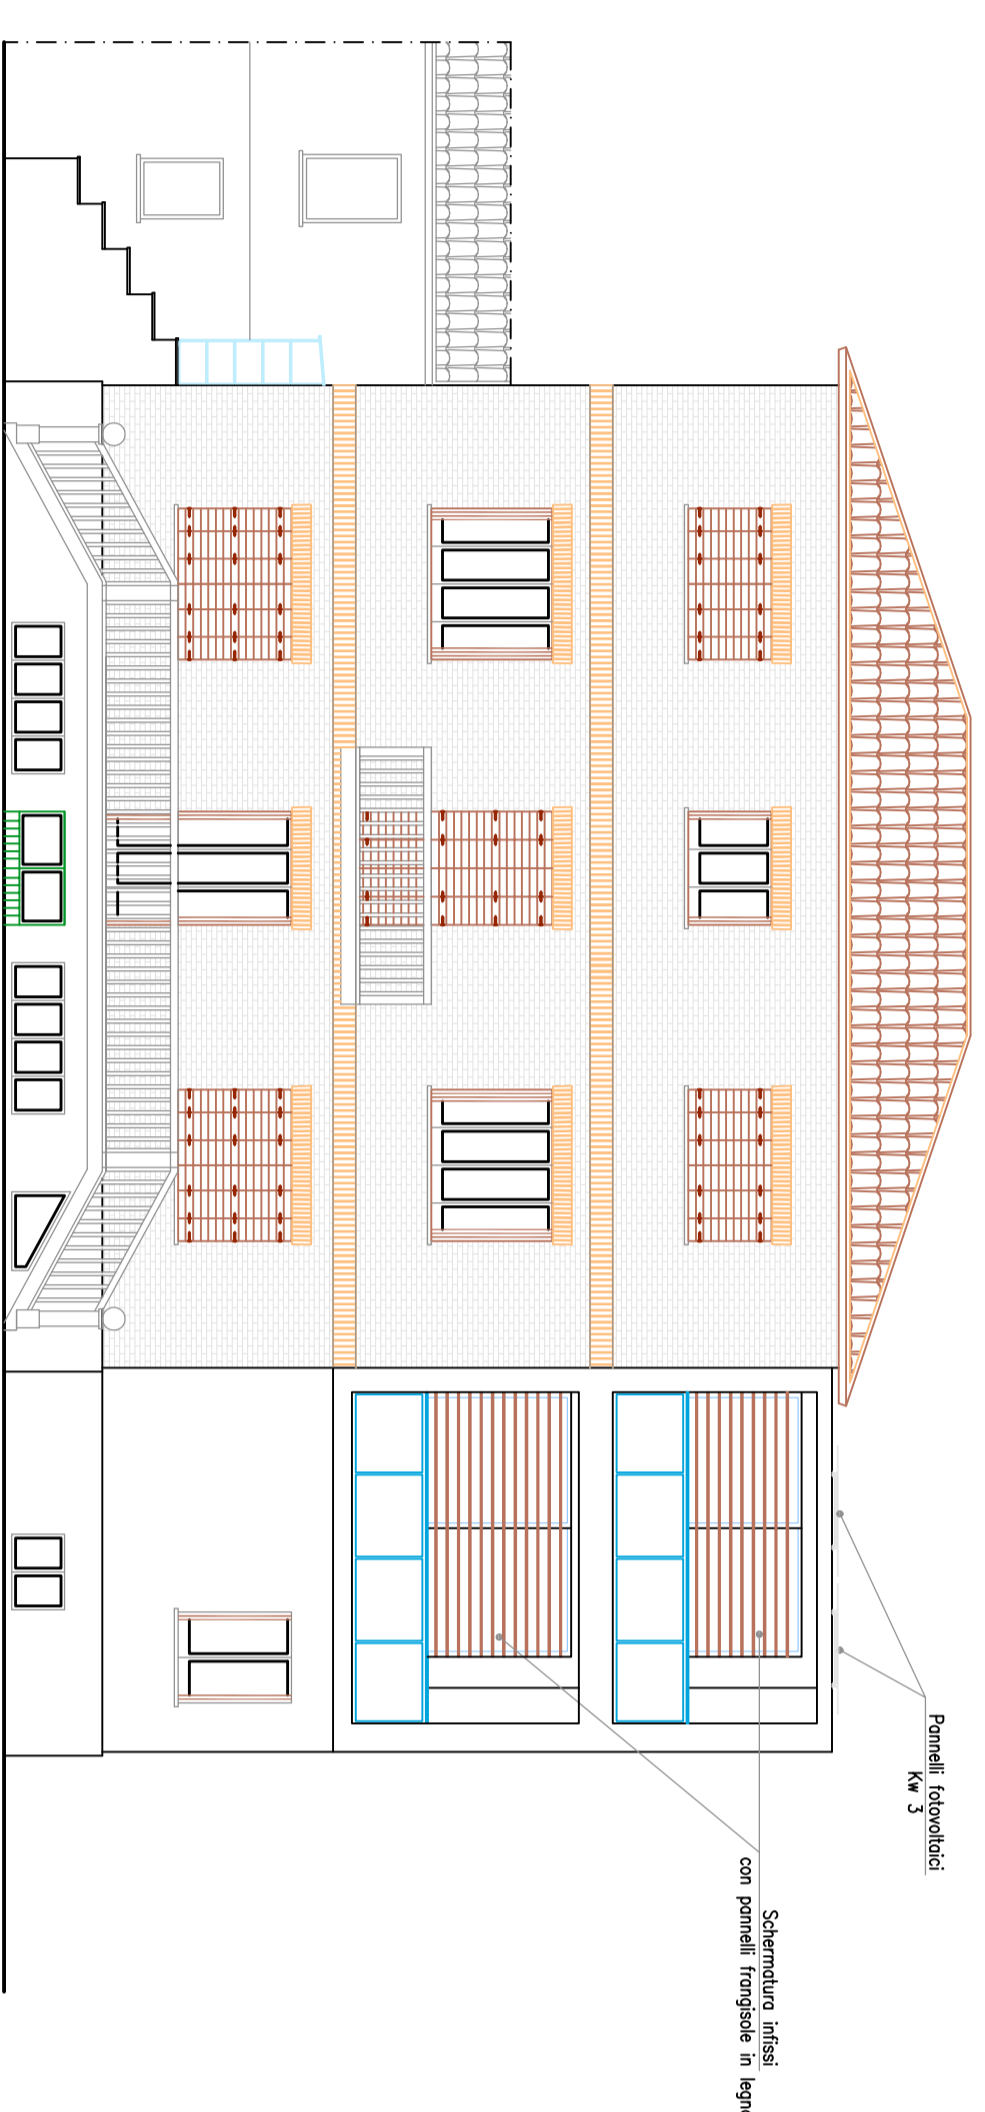 Pannelli fotovoltaici
Kw 3
Schermatura infissi
con pannelli frangisole in legno